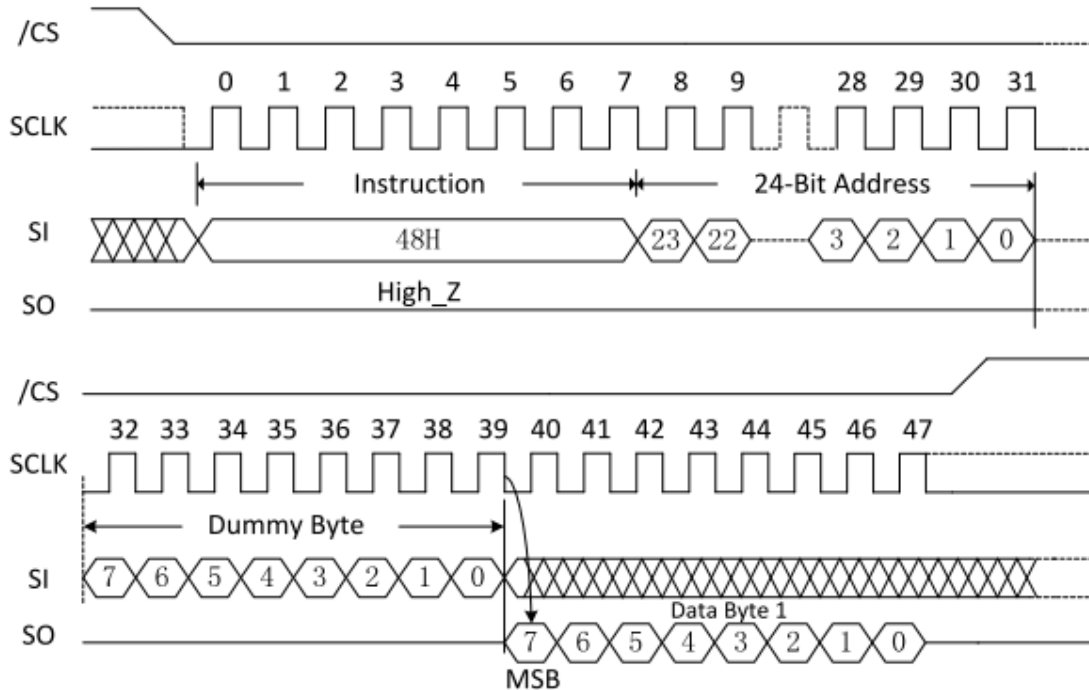 /CS
0 1 2 3 4 5 6 7 8 9 28 29 30 31
SCLK
Instruction 24-Bit Address
SI 48H 23 22 3 2 1 0
High_Z
SO
/CS
32 33 34 35 36 37 38 39 40 41 42 43 44 45 46 47
SCLK
Dummy Byte
SI 7 6 5 4 3 2 1 0
Data Byte 1
SO 7 6 5 4 3 2 1 0
MSB